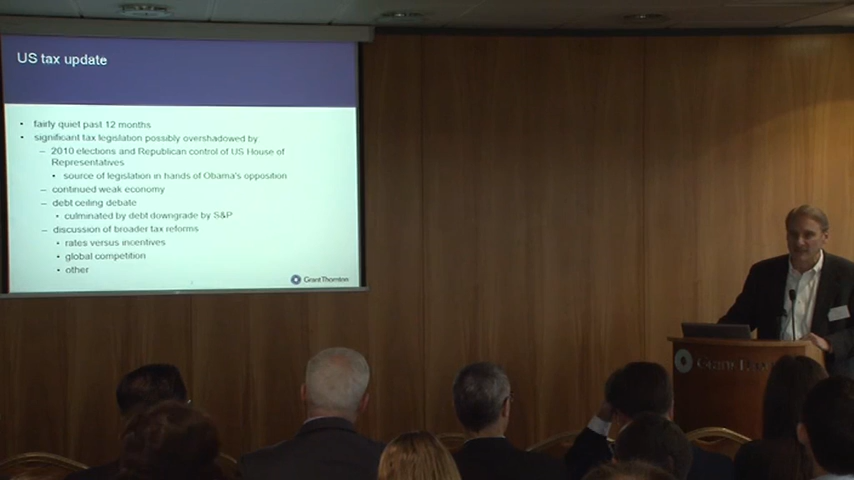 US tax update
• fairly quiet past 12 months
• significant tax legislation possibly overshadowed by
– 2010 elections and Republican control of US House of
Representatives
• source of legislation in hands of Obama's opposition
– continued weak economy
– debt ceiling debate
• culminated by debt downgrade by S&P
– discussion of broader tax reforms
• rates versus incentives
• global competition
• other
Grant Thornton